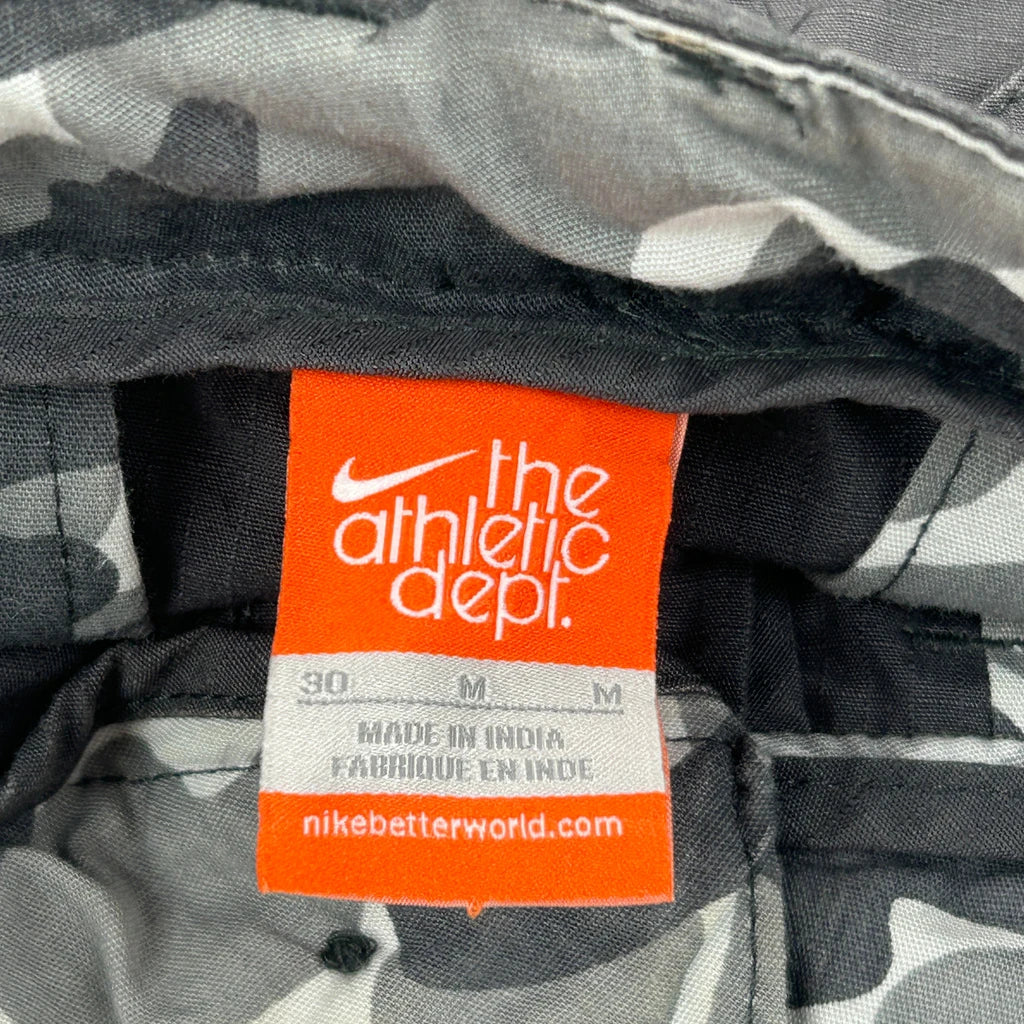 the
athletic
dept.
30 M M
MADE IN INDIA
FABRIQUE EN INDE
nikebetterworld.com